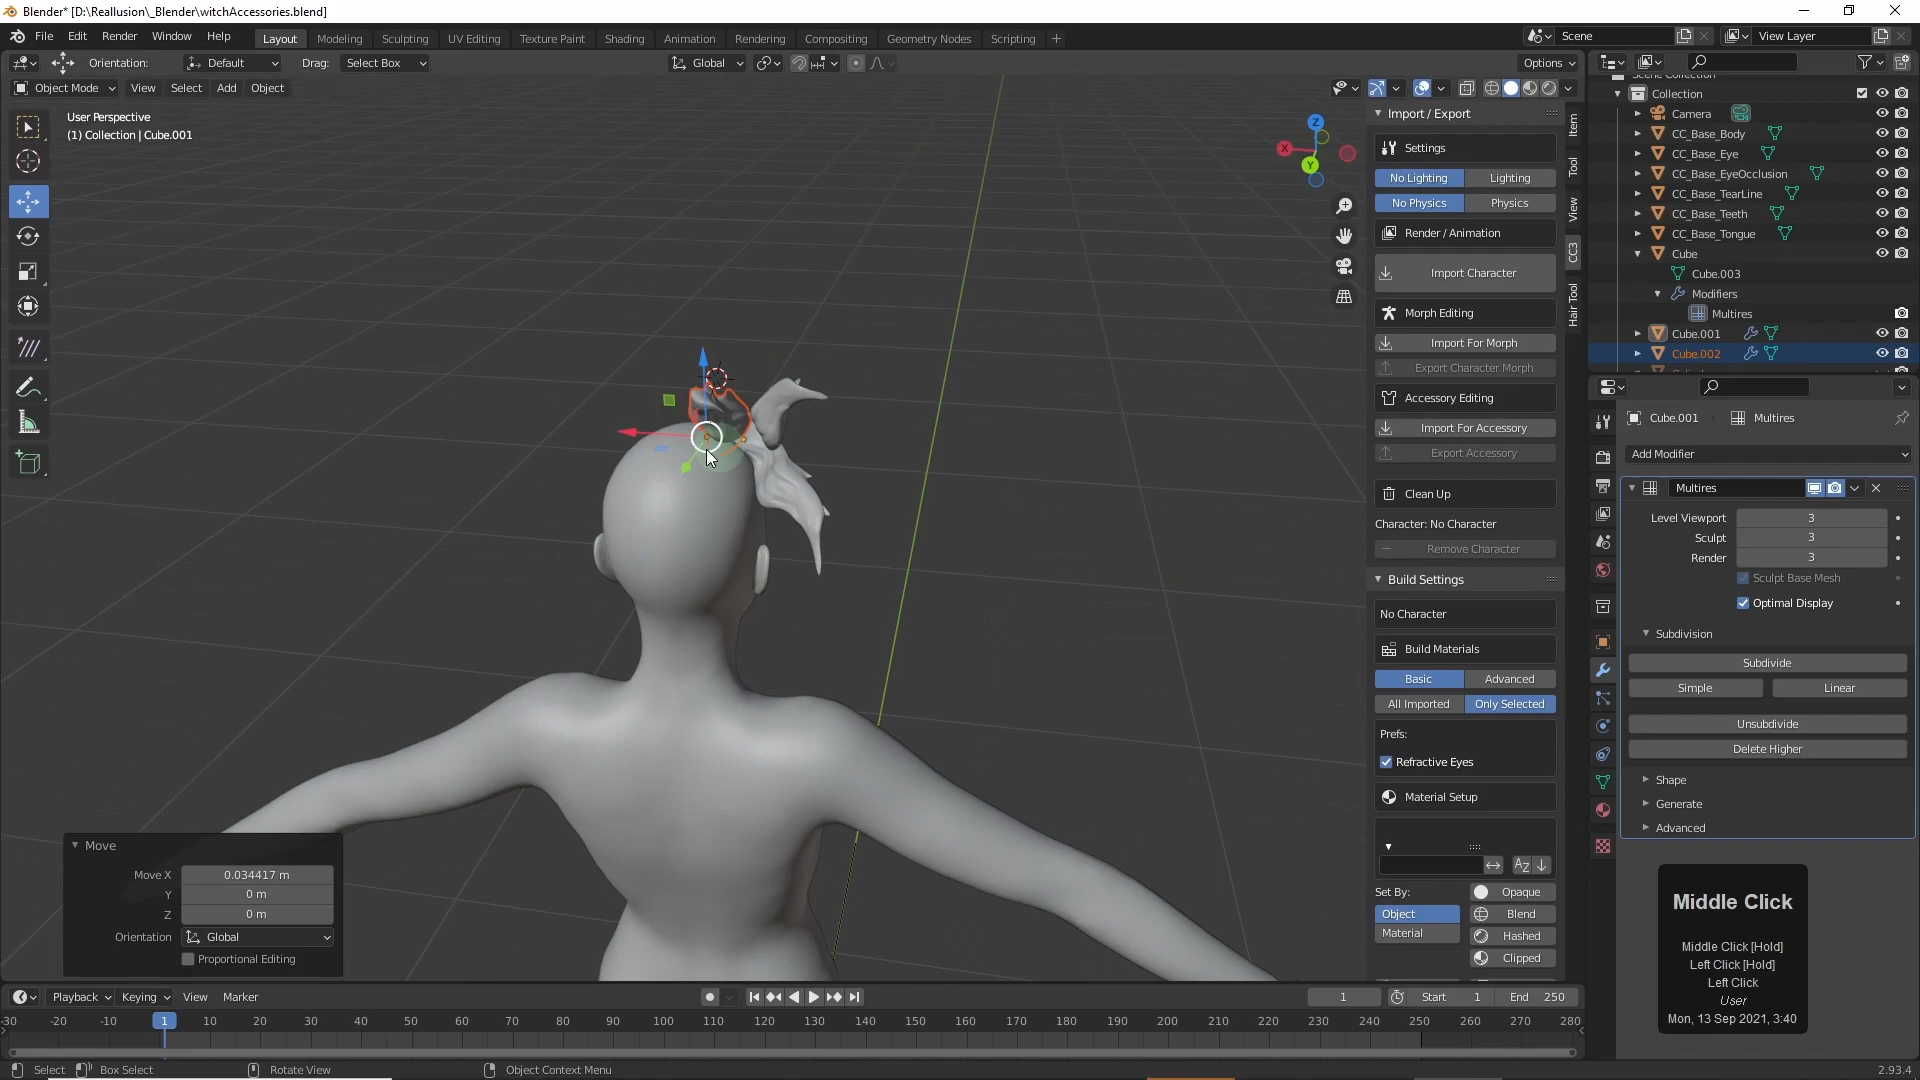 Blender* [D:\Reallusion\_Blender\witchAccessories.blend]
File Edit Render Window Help
Layout Modeling Sculpting UV Editing Texture Paint Shading Animation Rendering Compositing Geometry Nodes Scripting +
Scene
View Layer
Orientation: Default Drag: Select Box Global Options
Object Mode View Select Add Object
User Perspective
(1) Collection | Cube.001
Z
X
Y
Import / Export
Settings
No Lighting Lighting
No Physics Physics
Render / Animation
Import Character
Morph Editing
Import For Morph
Export Character Morph
Accessory Editing
Import For Accessory
Export Accessory
Clean Up
Character: No Character
Remove Character
Build Settings
No Character
Build Materials
Basic Advanced
All Imported Only Selected
Prefs:
Refractive Eyes
Material Setup
Set By: Opaque
Object Blend
Material Hashed
Clipped
Item
Tool
View
CC3
Hair Tool
Scene Collection
Collection
Camera
CC_Base_Body
CC_Base_Eye
CC_Base_EyeOcclusion
CC_Base_TearLine
CC_Base_Teeth
CC_Base_Tongue
Cube
Cube.003
Modifiers
Multires
Cube.001
Cube.002
Cube.001 Multires
Add Modifier
Multires
Level Viewport 3
Sculpt 3
Render 3
Sculpt Base Mesh
Optimal Display
Subdivision
Subdivide
Simple Linear
Unsubdivide
Delete Higher
Shape
Generate
Advanced
Middle Click
Middle Click [Hold]
Left Click [Hold]
Left Click
User
Mon, 13 Sep 2021, 3:40
Move
Move X 0.034417 m
Y 0 m
Z 0 m
Orientation Global
Proportional Editing
Playback Keying View Marker
1 Start 1 End 250
-30 -20 -10 1 10 20 30 40 50 60 70 80 90 100 110 120 130 140 150 160 170 180 190 200 210 220 230 240 250 260 270 280
Select Box Select Rotate View Object Context Menu 2.93.4